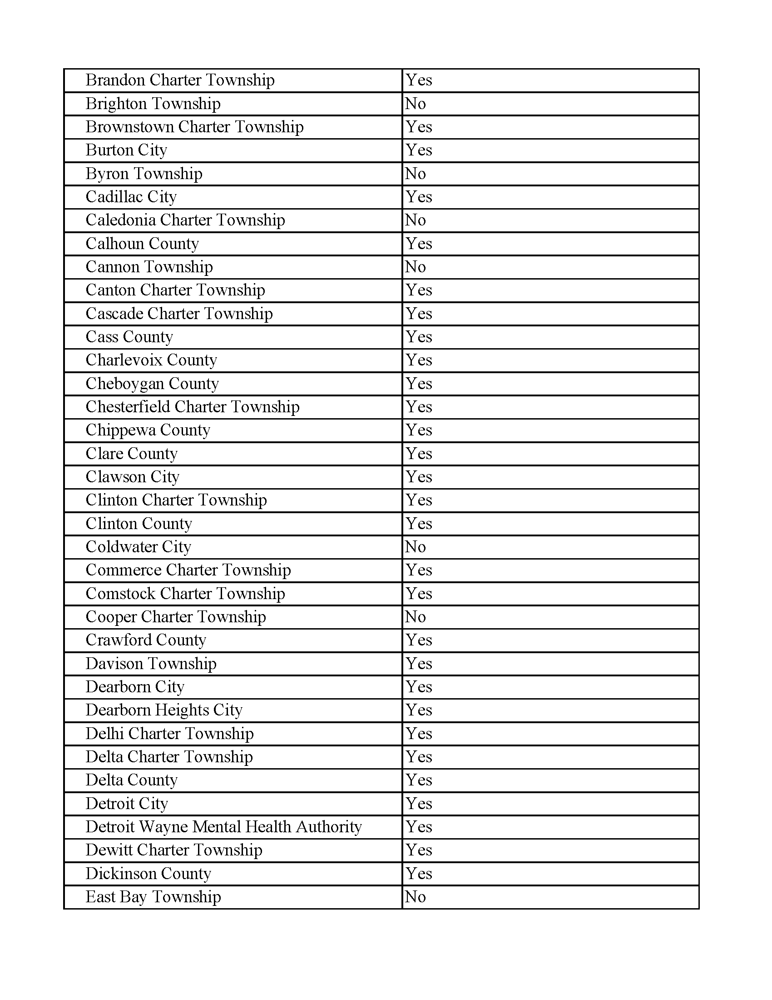 Brandon Charter Township Yes
Brighton Township No
Brownstown Charter Township Yes
Burton City Yes
Byron Township No
Cadillac City Yes
Caledonia Charter Township No
Calhoun County Yes
Cannon Township No
Canton Charter Township Yes
Cascade Charter Township Yes
Cass County Yes
Charlevoix County Yes
Cheboygan County Yes
Chesterfield Charter Township Yes
Chippewa County Yes
Clare County Yes
Clawson City Yes
Clinton Charter Township Yes
Clinton County Yes
Coldwater City No
Commerce Charter Township Yes
Comstock Charter Township Yes
Cooper Charter Township No
Crawford County Yes
Davison Township Yes
Dearborn City Yes
Dearborn Heights City Yes
Delhi Charter Township Yes
Delta Charter Township Yes
Delta County Yes
Detroit City Yes
Detroit Wayne Mental Health Authority Yes
Dewitt Charter Township Yes
Dickinson County Yes
East Bay Township No